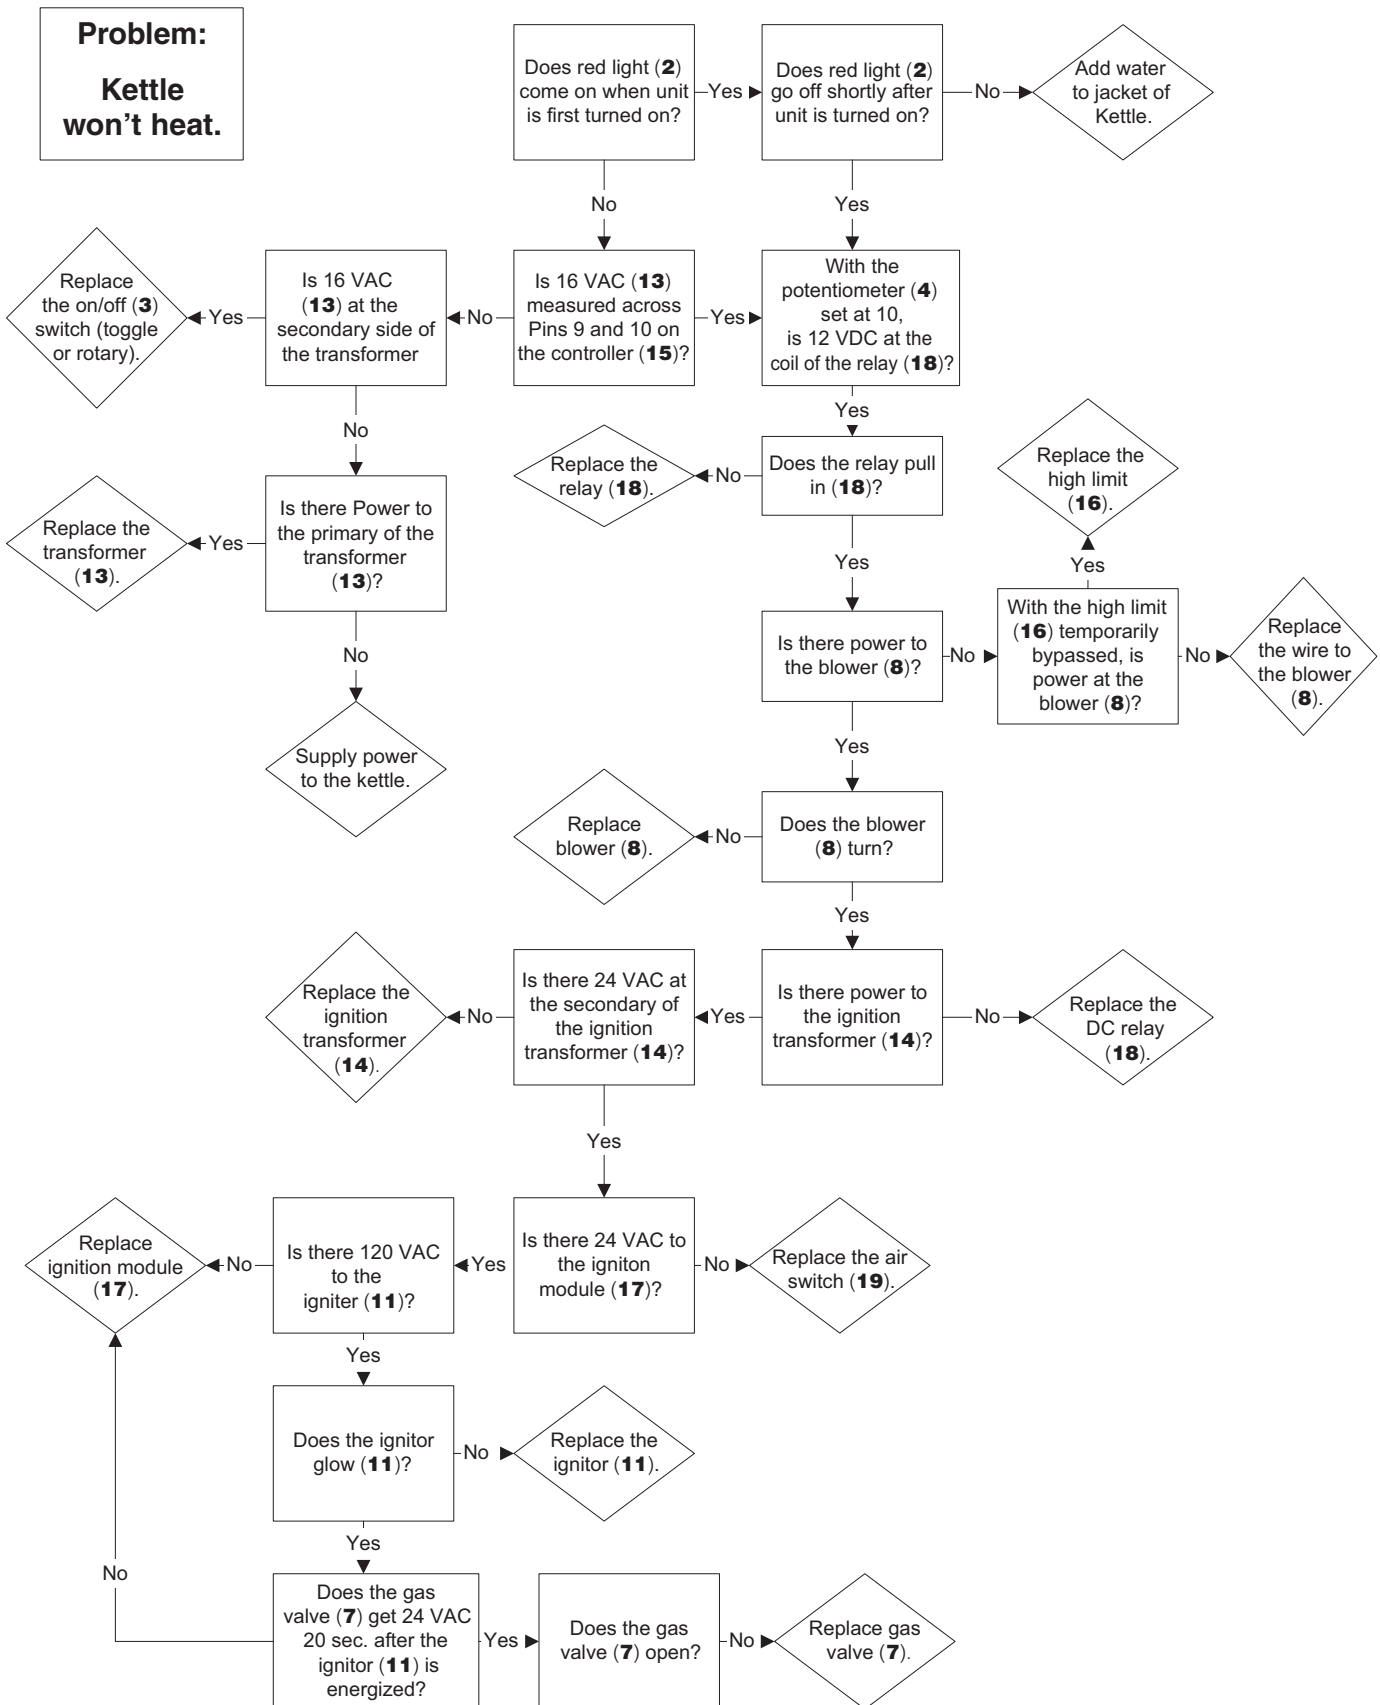 Problem:
Kettle
won't heat.
Does red light (2)
come on when unit
is first turned on?
Yes
Does red light (2)
go off shortly after
unit is turned on?
No
Add water
to jacket of
Kettle.
No
Yes
Replace
the on/off (3)
switch (toggle
or rotary).
Yes
Is 16 VAC
(13) at the
secondary side of
the transformer
No
Is 16 VAC (13)
measured across
Pins 9 and 10 on
the controller (15)?
Yes
With the
potentiometer (4)
set at 10,
is 12 VDC at the
coil of the relay (18)?
No
Yes
Replace the
relay (18).
No
Does the relay pull
in (18)?
Replace the
high limit
(16).
Replace the
transformer
(13).
Yes
Is there Power to
the primary of the
transformer
(13)?
Yes
Yes
No
Is there power to
the blower (8)?
No
With the high limit
(16) temporarily
bypassed, is
power at the
blower (8)?
No
Replace
the wire to
the blower
(8).
Supply power
to the kettle.
Yes
Replace
blower (8).
No
Does the blower
(8) turn?
Yes
Replace the
ignition
transformer
(14).
No
Is there 24 VAC at
the secondary of
the ignition
transformer (14)?
Yes
Is there power to
the ignition
transformer (14)?
No
Replace the
DC relay
(18).
Yes
Replace
ignition module
(17).
No
Is there 120 VAC
to the
igniter (11)?
Yes
Is there 24 VAC to
the igniton
module (17)?
No
Replace the air
switch (19).
Yes
Does the ignitor
glow (11)?
No
Replace the
ignitor (11).
Yes
No
Does the gas
valve (7) get 24 VAC
20 sec. after the
ignitor (11) is
energized?
Yes
Does the gas
valve (7) open?
No
Replace gas
valve (7).